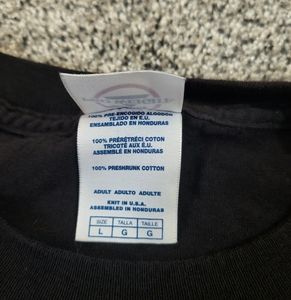 100% PRE-ENCOGIDO ALGODON
TEJIDO EN E.U.
ENSAMBLADO EN HONDURAS
100% PRÉRÉTRÉCI COTON
TRICOTÉ AUX É.U.
ASSEMBLÉ EN HONDURAS
100% PRESHRUNK COTTON
ADULT ADULTO ADULTE
KNIT IN U.S.A.
ASSEMBLED IN HONDURAS
SIZE TALLA TAILLE
L G G